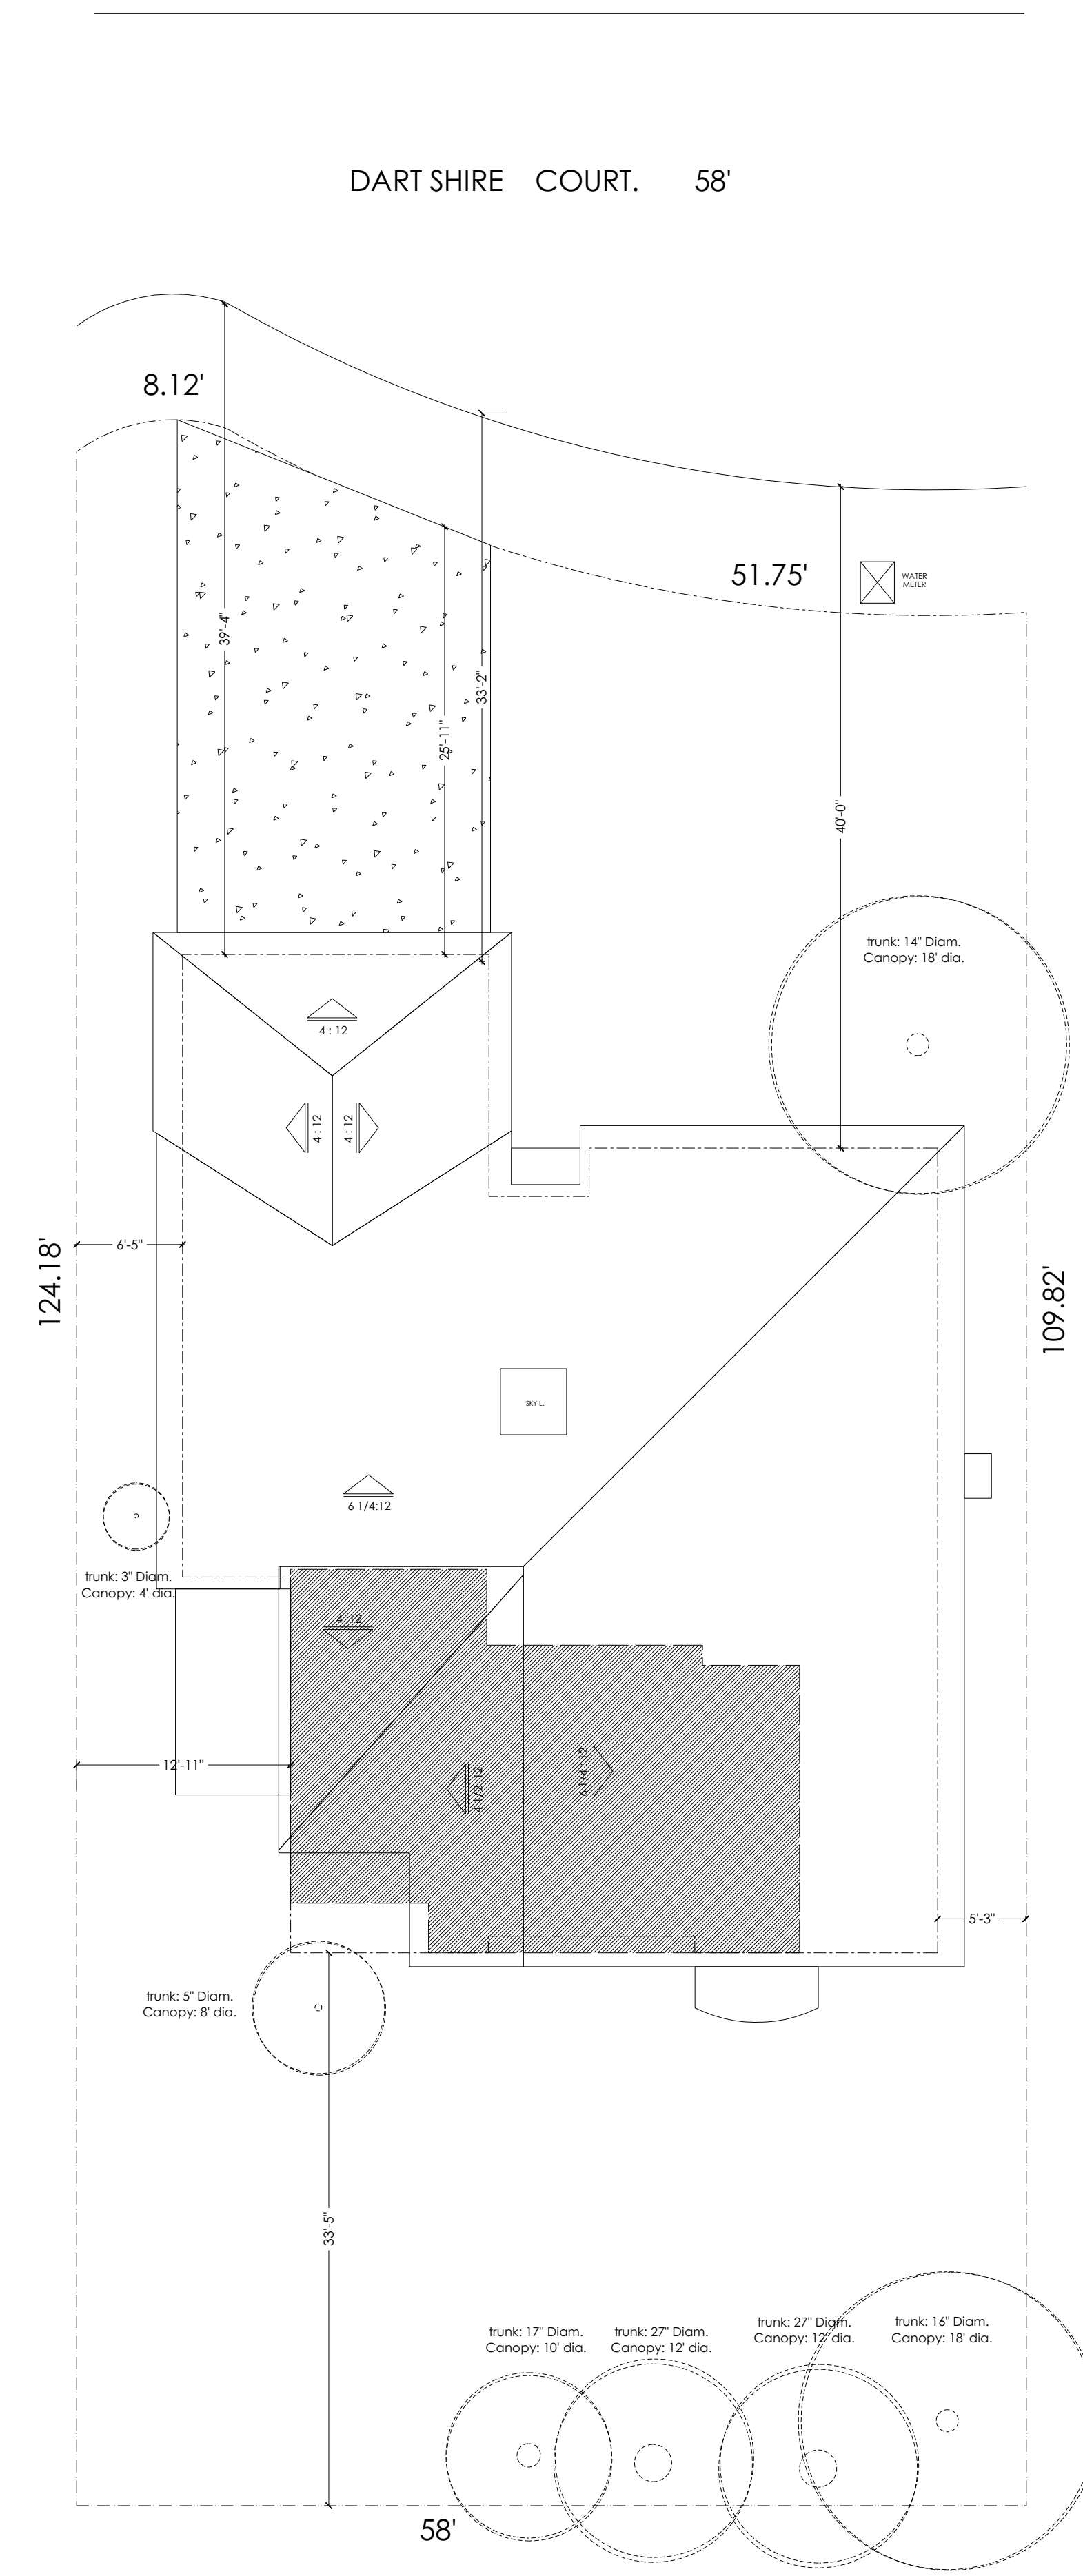 DART SHIRE COURT. 58'
8.12'
51.75'
WATER
METER
39'-4"
33'-2"
25'-11"
40'-0"
trunk: 14" Diam.
Canopy: 18' dia.
4 : 12
4 : 12
4 : 12
124.18'
6'-5"
109.82'
SKY L.
6 1/4:12
trunk: 3" Diam.
Canopy: 4' dia.
4 :12
12'-11"
4 1/2 :12
6 1/4 : 12
5'-3"
trunk: 5" Diam.
Canopy: 8' dia.
33'-5"
trunk: 17" Diam.
Canopy: 10' dia.
trunk: 27" Diam.
Canopy: 12' dia.
trunk: 27" Diam.
Canopy: 12' dia.
trunk: 16" Diam.
Canopy: 18' dia.
58'